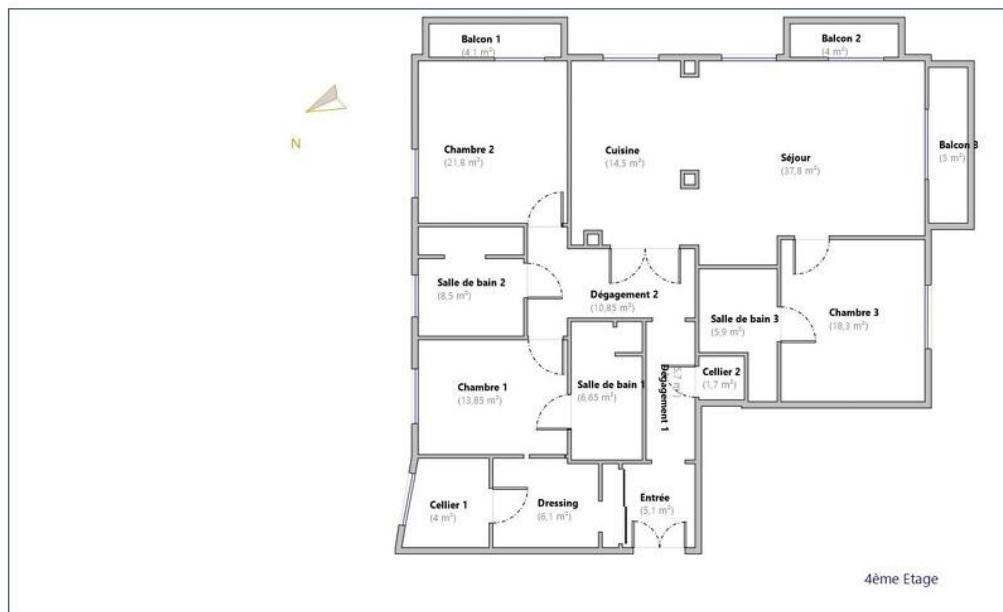 Balcon 1
(4,1 m²)
Balcon 2
(4 m²)
N
Chambre 2
(21,8 m²)
Cuisine
(14,5 m²)
Séjour
(37,8 m²)
Balcon 3
(5 m²)
Salle de bain 2
(8,5 m²)
Dégagement 2
(10,85 m²)
Salle de bain 3
(5,9 m²)
Chambre 3
(18,3 m²)
Chambre 1
(13,85 m²)
Salle de bain 1
(6,65 m²)
Dégagement 1
Cellier 2
(1,7 m²)
Cellier 1
(4 m²)
Dressing
(6,1 m²)
Entrée
(5,1 m²)
4ème Etage